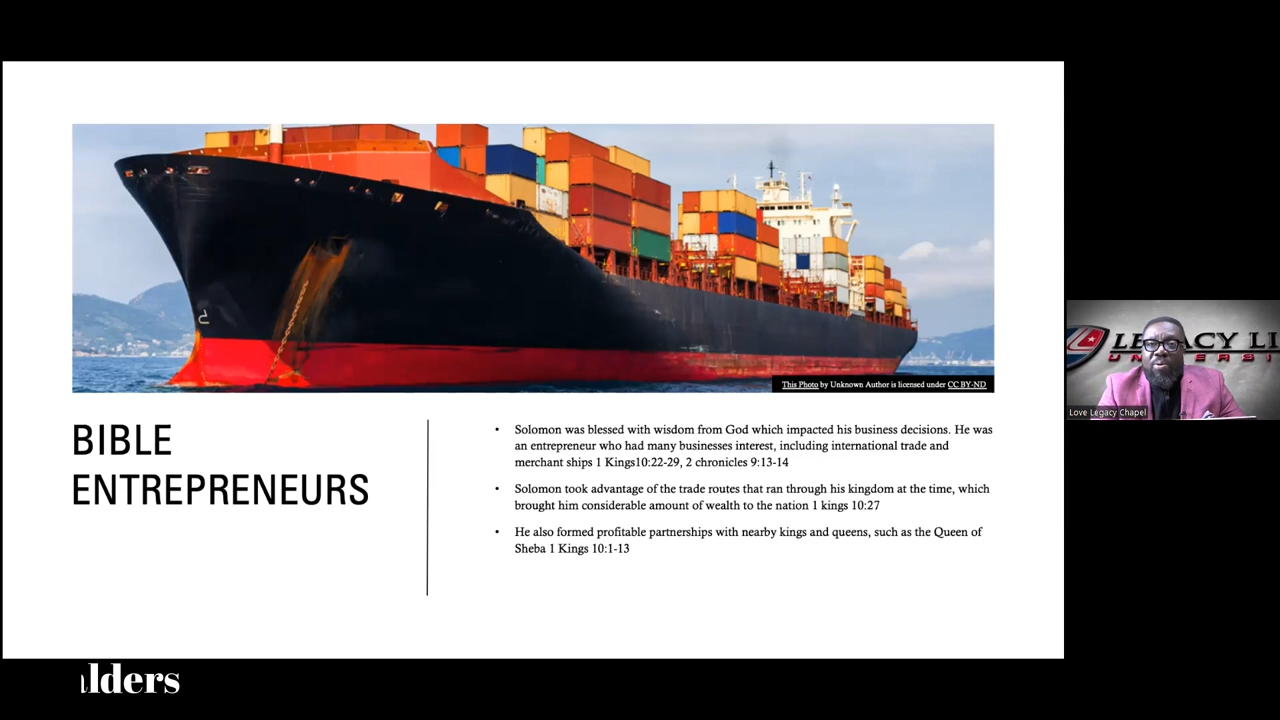 This Photo by Unknown Author is licensed under CC BY-ND
BIBLE
ENTREPRENEURS
• Solomon was blessed with wisdom from God which impacted his business decisions. He was
an entrepreneur who had many businesses interest, including international trade and
merchant ships 1 Kings10:22-29, 2 chronicles 9:13-14
• Solomon took advantage of the trade routes that ran through his kingdom at the time, which
brought him considerable amount of wealth to the nation 1 kings 10:27
• He also formed profitable partnerships with nearby kings and queens, such as the Queen of
Sheba 1 Kings 10:1-13
LEGACY LI
UNIVERSI
Love Legacy Chapel
lders